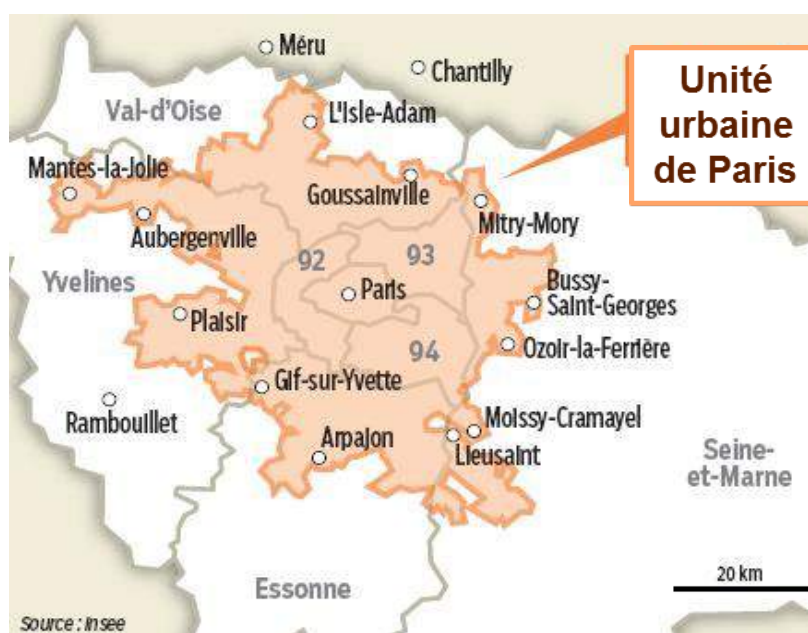 Méru
Chantilly
Unité
urbaine
de Paris
Val-d'Oise
L'Isle-Adam
Mantes-la-Jolie
Goussainville
Mitry-Mory
Aubergenville
92
93
Yvelines
Paris
Bussy-
Saint-Georges
Plaisir
94
Ozoir-la-Ferrière
Gif-sur-Yvette
Rambouillet
Moissy-Cramayel
Arpajon
Lieusaint
Seine-
et-Marne
Essonne
20 km
Source : Insee